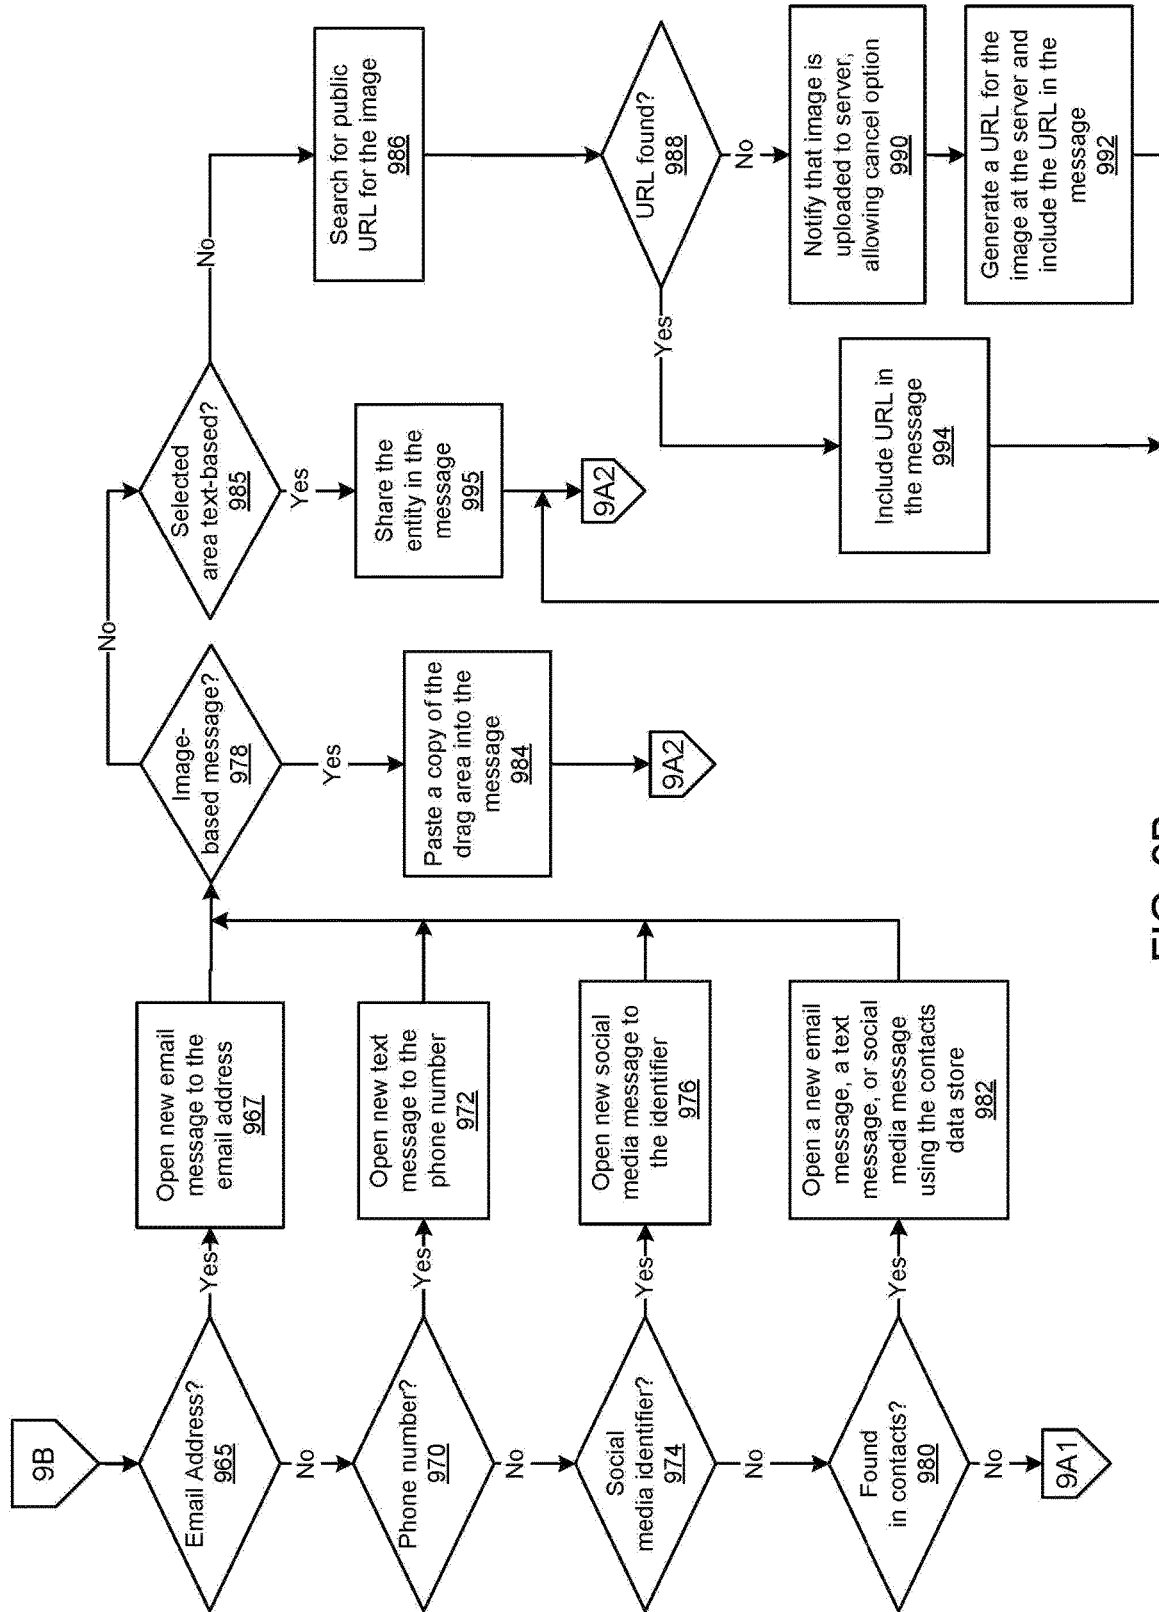 9B
Email Address?
965
Yes
Open new email
message to the
email address
967
No
Phone number?
970
Yes
Open new text
message to the
phone number
972
No
Social
media identifier?
974
Yes
Open new social
media message to
the identifier
976
No
Found
in contacts?
980
Yes
Open a new email
message, a text
message, or social
media message
using the contacts
data store
982
No
9A1
Image-
based message?
978
Yes
Paste a copy of the
drag area into the
message
984
9A2
No
Selected
area text-based?
985
Yes
Share the
entity in the
message
995
9A2
No
Search for public
URL for the image
986
URL found?
988
Yes
Include URL in
the message
994
No
Notify that image is
uploaded to server,
allowing cancel option
990
Generate a URL for the
image at the server and
include the URL in the
message
992